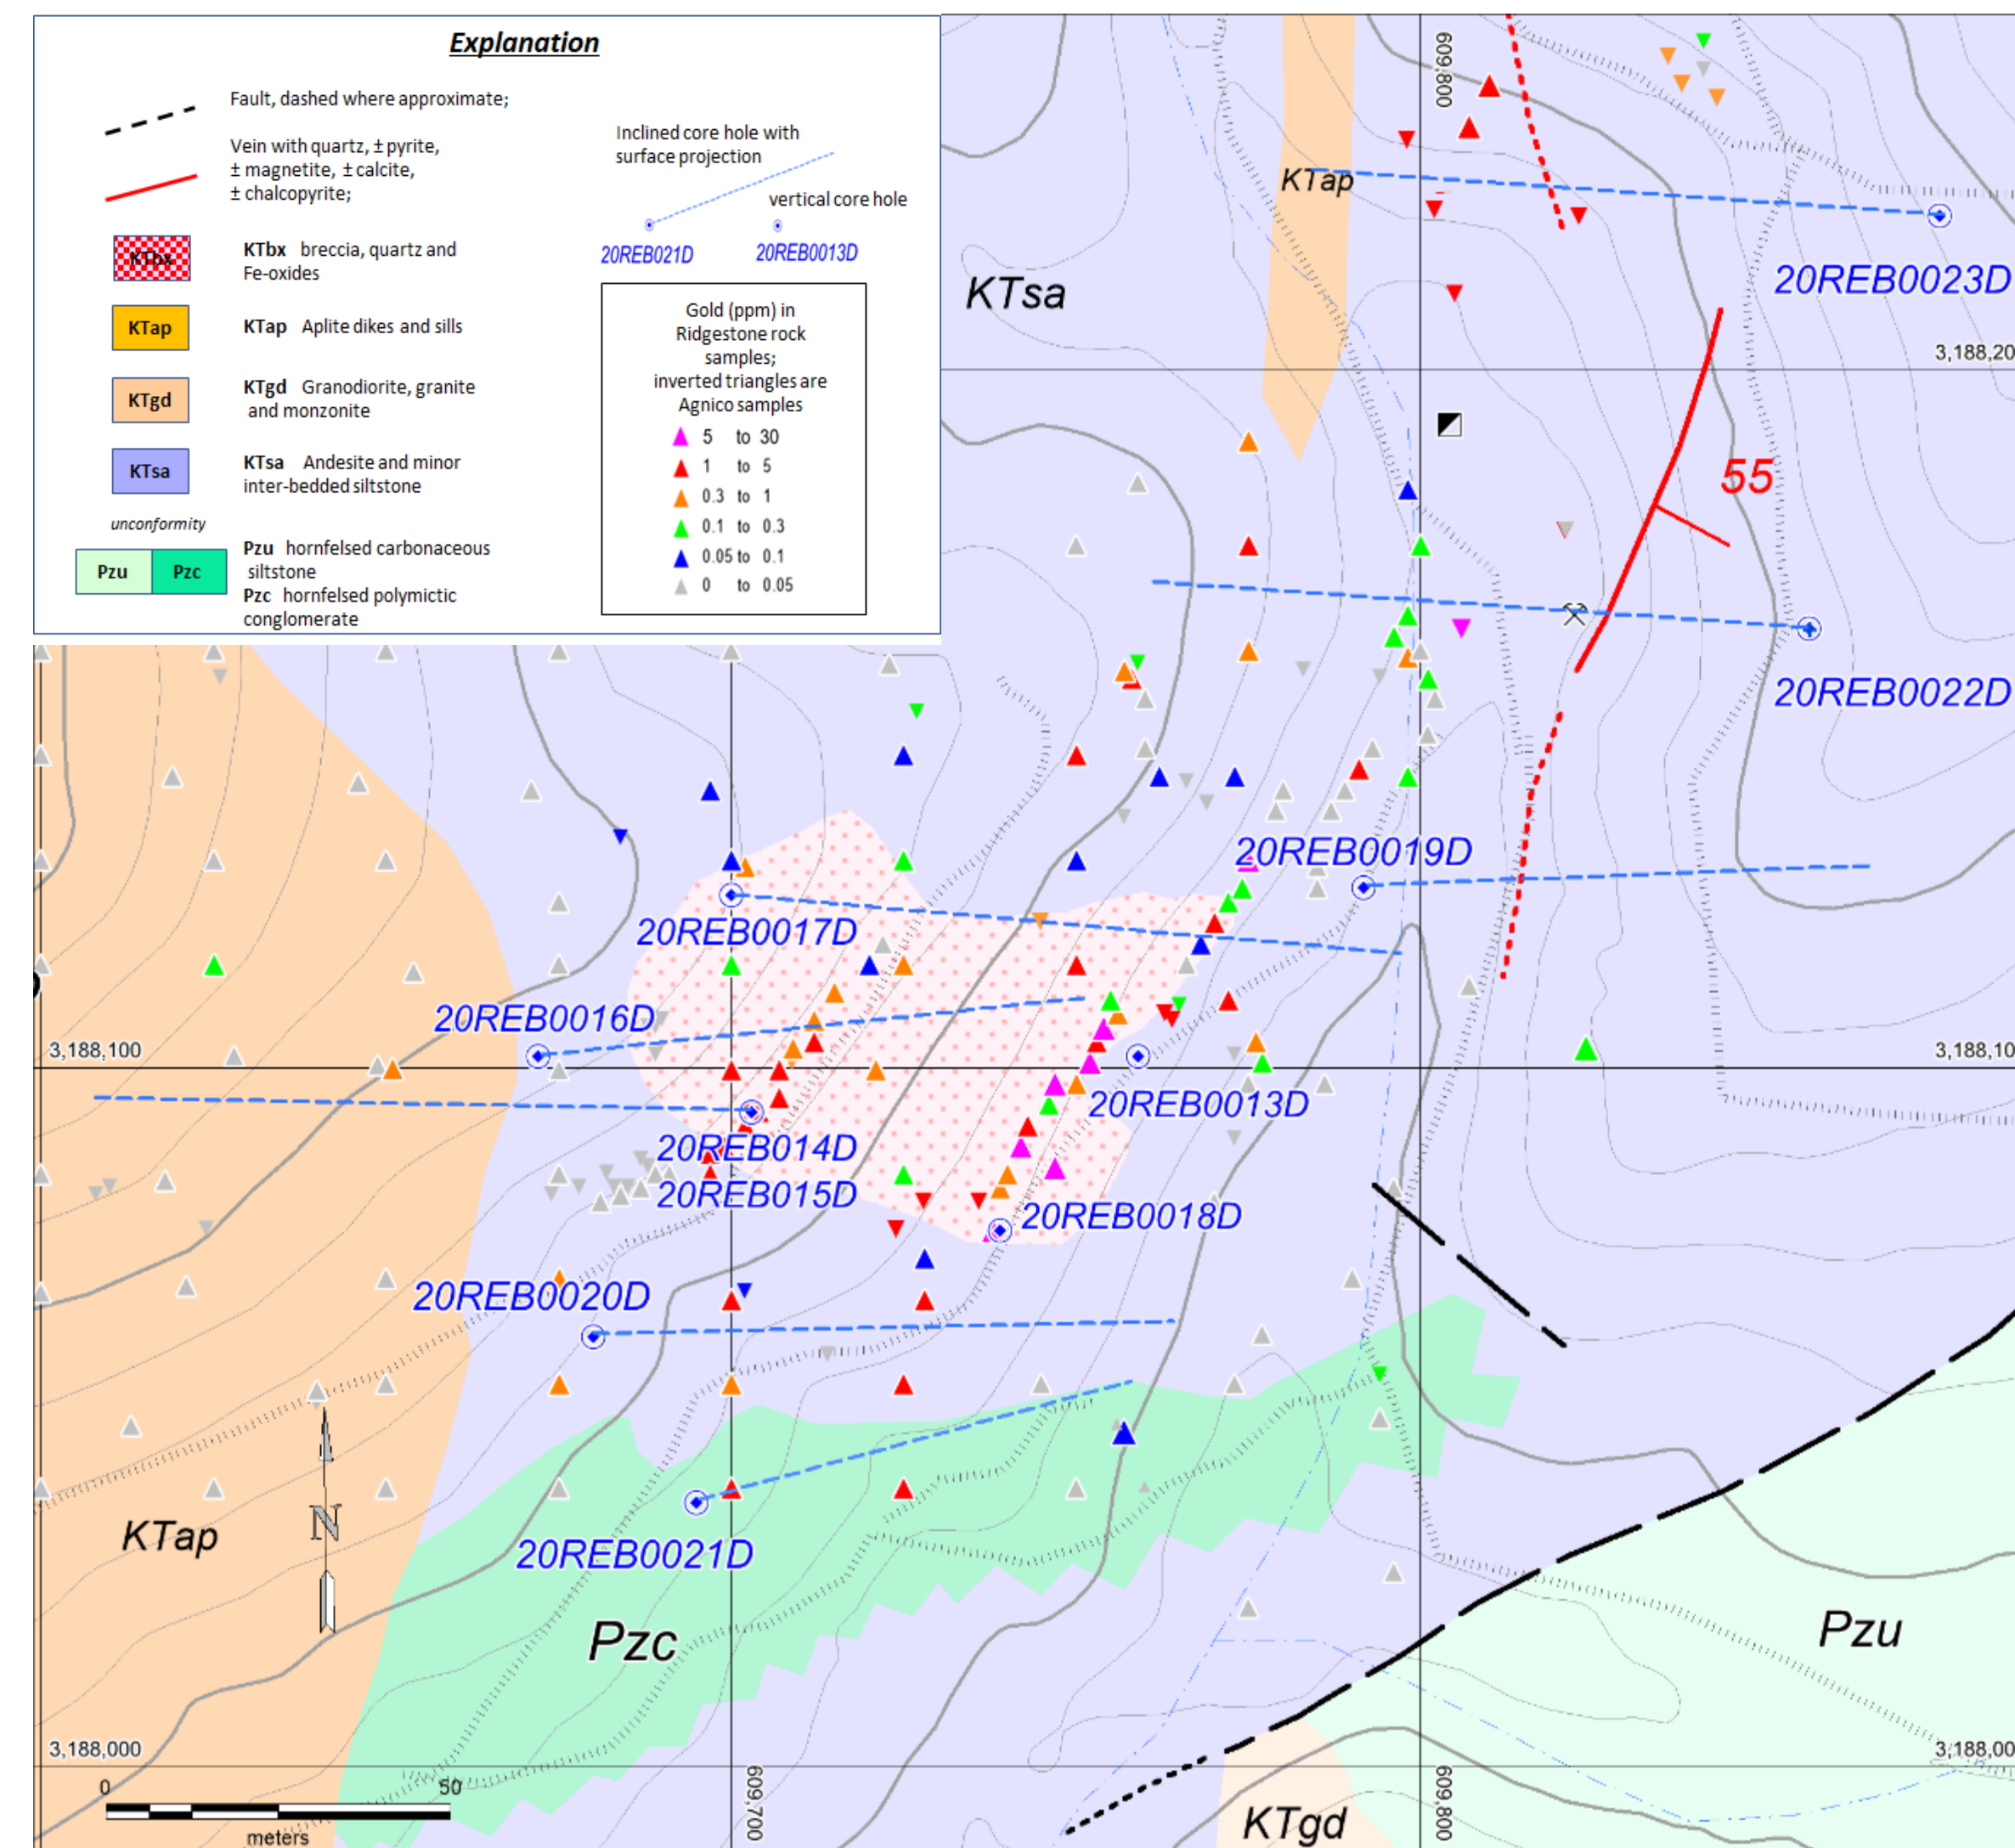 Explanation
Fault, dashed where approximate;
Vein with quartz, ± pyrite,
± magnetite, ± calcite,
± chalcopyrite;
KTbx
KTbx breccia, quartz and
Fe-oxides
KTap
KTap Aplite dikes and sills
KTgd
KTgd Granodiorite, granite
and monzonite
KTsa
KTsa Andesite and minor
inter-bedded siltstone
unconformity
Pzu
Pzc
Pzu hornfelsed carbonaceous
siltstone
Pzc hornfelsed polymictic
conglomerate
Inclined core hole with
surface projection
vertical core hole
20REB021D
20REB0013D
Gold (ppm) in
Ridgestone rock
samples;
inverted triangles are
Agnico samples
5 to 30
1 to 5
0.3 to 1
0.1 to 0.3
0.05 to 0.1
0 to 0.05
609,800
KTap
KTsa
20REB0023D
3,188,20
55
20REB0022D
20REB0019D
20REB0017D
20REB0016D
3,188,100
3,188,10
20REB0013D
20REB014D
20REB015D
20REB0018D
20REB0020D
KTap
N
20REB0021D
Pzc
Pzu
3,188,000
3,188,00
0
50
meters
609,700
609,800
KTgd